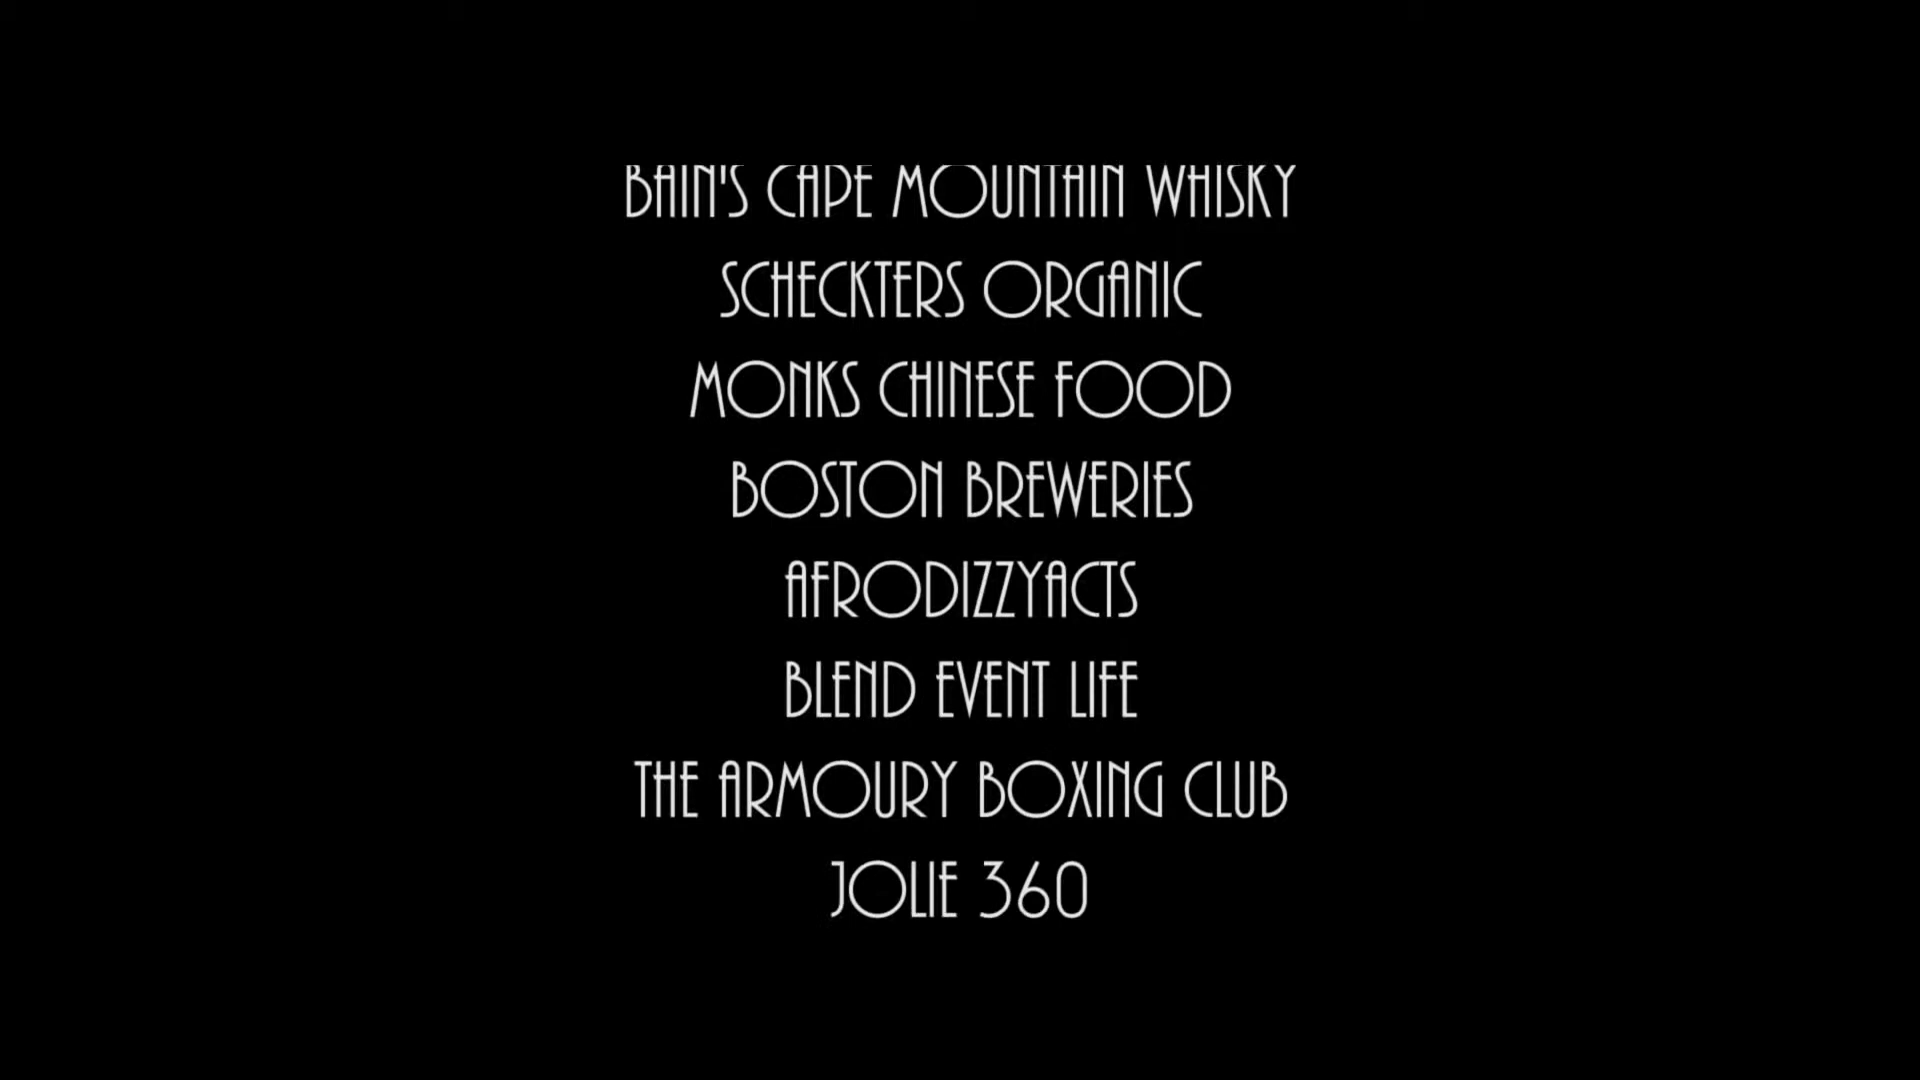 BAIN'S CAPE MOUNTAIN WHISKY
SCHECKTERS ORGANIC
MONKS CHINESE FOOD
BOSTON BREWERIES
AFRODIZZYACTS
BLEND EVENT LIFE
THE ARMOURY BOXING CLUB
JOLIE 360